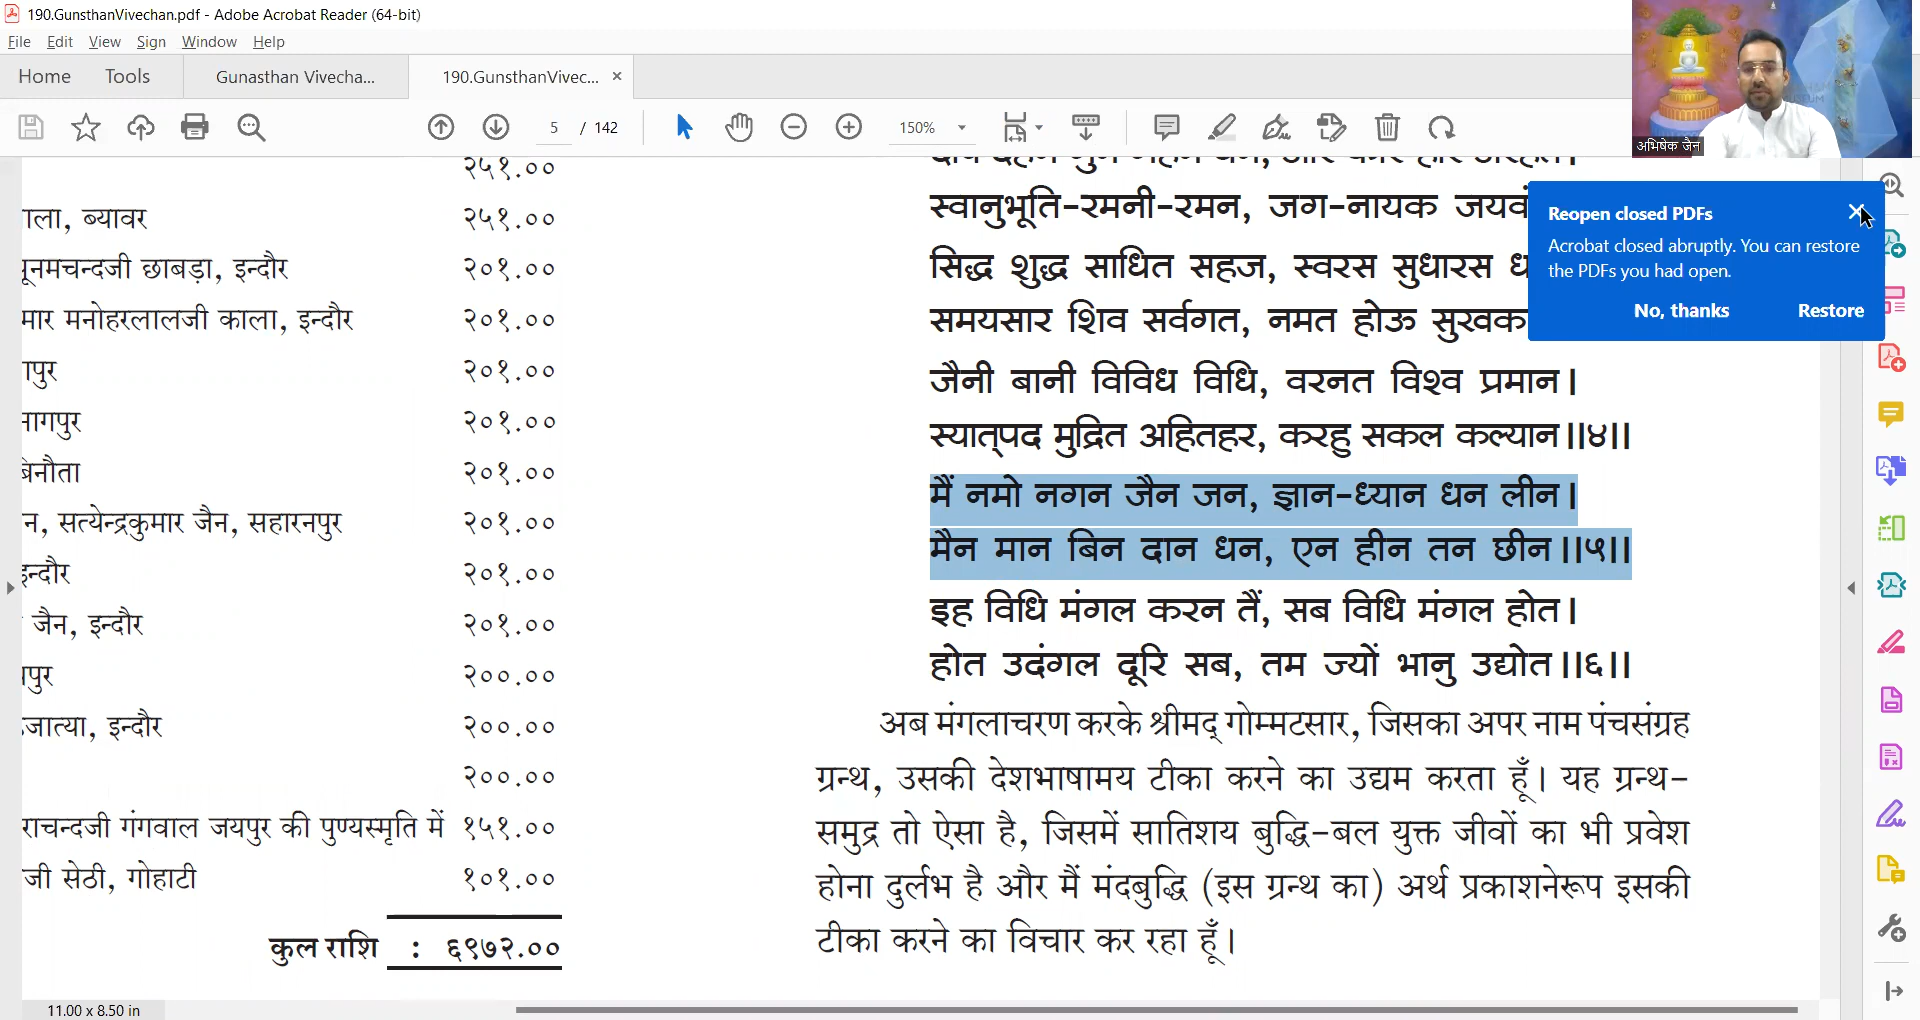 190.GunsthanVivechan.pdf - Adobe Acrobat Reader (64-bit)
File Edit View Sign Window Help
Home Tools Gunasthan Vivecha... 190.GunsthanVivec... ×
5 / 142 150%
अभिषेक जैन
Reopen closed PDFs
Acrobat closed abruptly. You can restore
the PDFs you had open.
No, thanks Restore
२५१.००
ब्यावर २५१.००
छाबड़ा, इन्दौर २०१.००
मनोहरलालजी काला, इन्दौर २०१.००
२०१.००
२०१.००
२०१.००
सत्येन्द्रकुमार जैन, सहारनपुर २०१.००
२०१.००
जैन, इन्दौर २०१.००
२००.००
इन्दौर २००.००
२००.००
गंगवाल जयपुर की पुण्यस्मृति में १५१.००
सेठी, गोहाटी १०१.००
कुल राशि : ६९७२.००
स्वानुभूति-रमनी-रमन, जग-नायक
सिद्ध शुद्ध साधित सहज, स्वरस सुधारस
समयसार शिव सर्वगत, नमत होऊ
जैनी बानी विविध विधि, वरनत विश्व प्रमान।
स्यात्पद मुद्रित अहितहर, करहु सकल कल्यान॥४॥
मैं नमो नगन जैन जन, ज्ञान-ध्यान धन लीन।
मैन मान बिन दान धन, एन हीन तन छीन॥५॥
इह विधि मंगल करन तैं, सब विधि मंगल होत।
होत उदंगल दूरि सब, तम ज्यों भानु उद्योत॥६॥
अब मंगलाचरण करके श्रीमद् गोम्मटसार, जिसका अपर नाम पंचसंग्रह
ग्रन्थ, उसकी देशभाषामय टीका करने का उद्यम करता हूँ। यह ग्रन्थ-
समुद्र तो ऐसा है, जिसमें सातिशय बुद्धि-बल युक्त जीवों का भी प्रवेश
होना दुर्लभ है और मैं मंदबुद्धि (इस ग्रन्थ का) अर्थ प्रकाशनेरूप इसकी
टीका करने का विचार कर रहा हूँ।
11.00 x 8.50 in